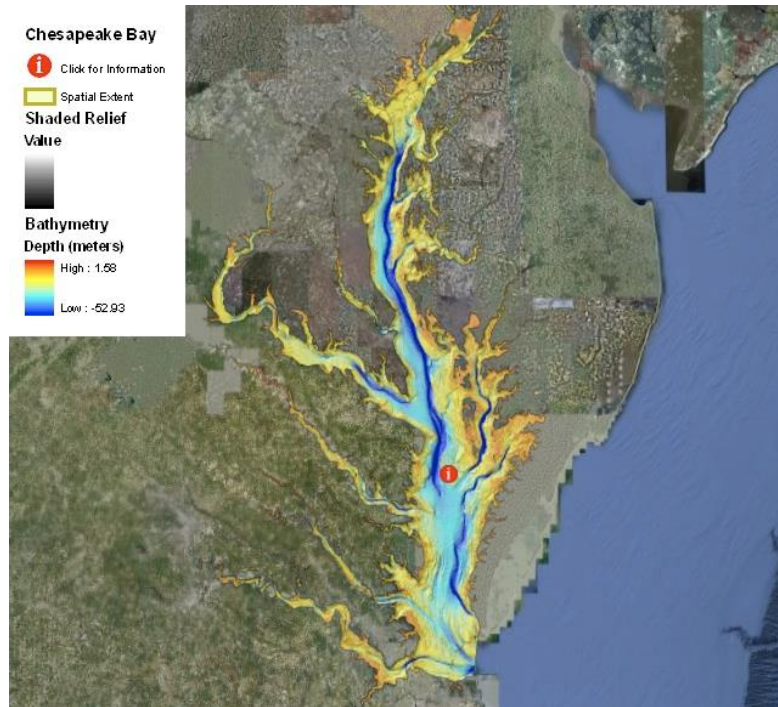 Chesapeake Bay
i Click for Information
Spatial Extent
Shaded Relief
Value
Bathymetry
Depth (meters)
High : 1.58
Low : -52.93
i